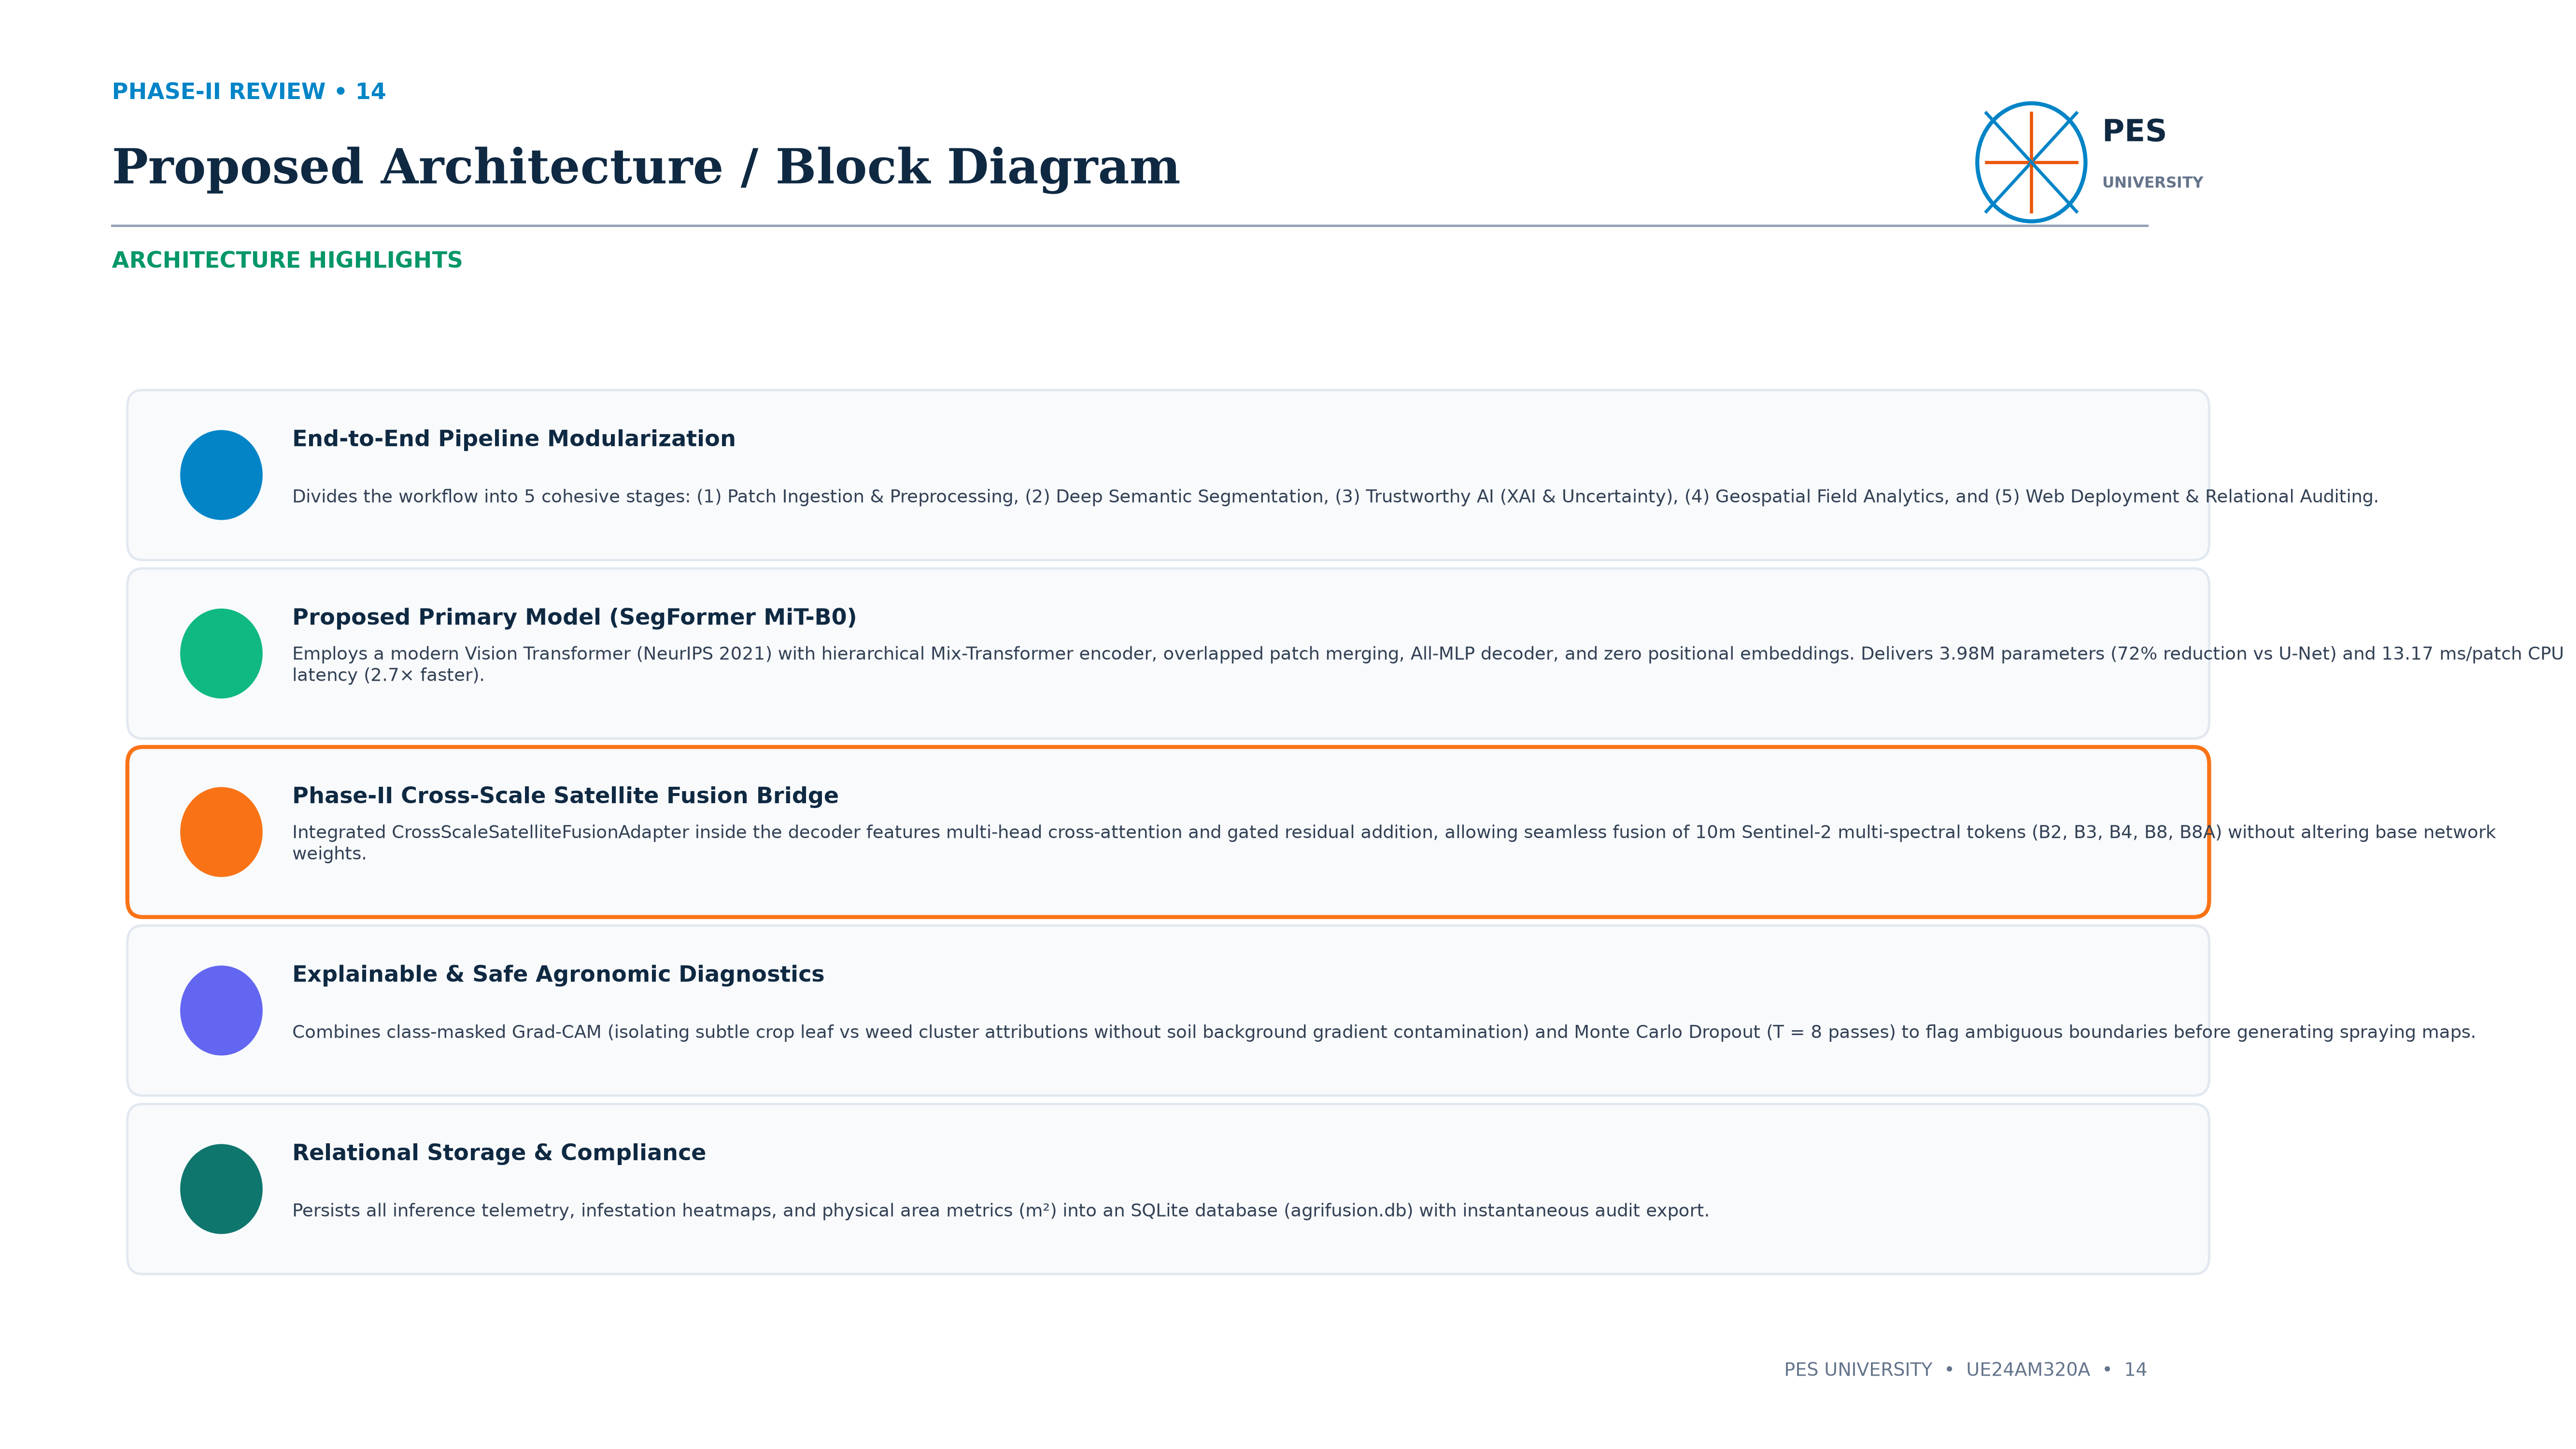 PHASE-II REVIEW • 14
Proposed Architecture / Block Diagram
PES
UNIVERSITY
ARCHITECTURE HIGHLIGHTS
End-to-End Pipeline Modularization
Divides the workflow into 5 cohesive stages: (1) Patch Ingestion & Preprocessing, (2) Deep Semantic Segmentation, (3) Trustworthy AI (XAI & Uncertainty), (4) Geospatial Field Analytics, and (5) Web Deployment & Relational Auditing.
Proposed Primary Model (SegFormer MiT-B0)
Employs a modern Vision Transformer (NeurIPS 2021) with hierarchical Mix-Transformer encoder, overlapped patch merging, All-MLP decoder, and zero positional embeddings. Delivers 3.98M parameters (72% reduction vs U-Net) and 13.17 ms/patch CPU
latency (2.7× faster).
Phase-II Cross-Scale Satellite Fusion Bridge
Integrated CrossScaleSatelliteFusionAdapter inside the decoder features multi-head cross-attention and gated residual addition, allowing seamless fusion of 10m Sentinel-2 multi-spectral tokens (B2, B3, B4, B8, B8A) without altering base network
weights.
Explainable & Safe Agronomic Diagnostics
Combines class-masked Grad-CAM (isolating subtle crop leaf vs weed cluster attributions without soil background gradient contamination) and Monte Carlo Dropout (T = 8 passes) to flag ambiguous boundaries before generating spraying maps.
Relational Storage & Compliance
Persists all inference telemetry, infestation heatmaps, and physical area metrics (m²) into an SQLite database (agrifusion.db) with instantaneous audit export.
PES UNIVERSITY • UE24AM320A • 14